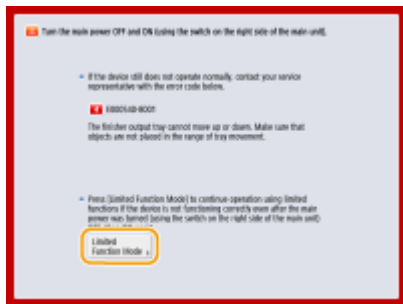 Turn the main power OFF and ON (using the switch on the right side of the main unit).
If the device still does not operate normally, contact your service
representative with the error code below.
E000540-8001
The finisher output tray cannot move up or down. Make sure that
objects are not placed in the range of tray movement.
Press [Limited Function Mode] to continue operation using limited
functions if the device is not functioning correctly even after the main
power was turned (using the switch on the right side of the main unit)
Limited
Function Mode